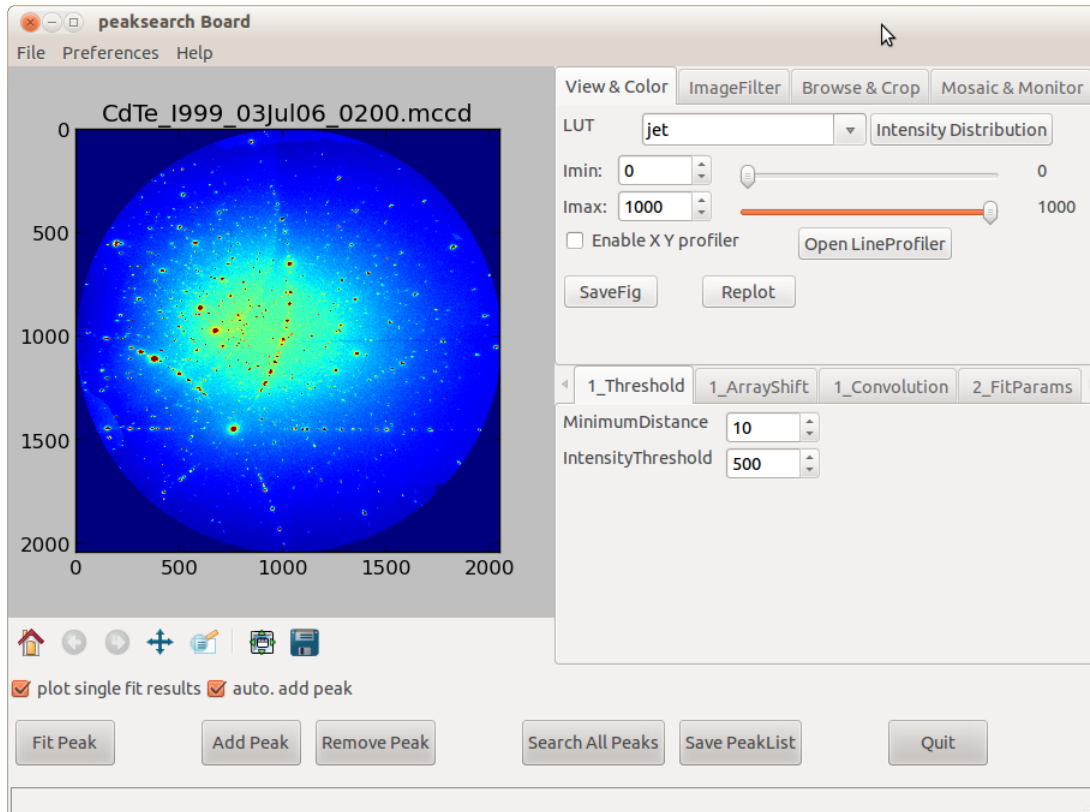 peaksearch Board
File Preferences Help
CdTe_I999_03Jul06_0200.mccd
0
500
1000
1500
2000
0 500 1000 1500 2000
View & Color ImageFilter Browse & Crop Mosaic & Monitor
LUT jet Intensity Distribution
Imin: 0 0
Imax: 1000 1000
Enable X Y profiler Open LineProfiler
SaveFig Replot
1_Threshold 1_ArrayShift 1_Convolution 2_FitParams
MinimumDistance 10
IntensityThreshold 500
plot single fit results auto. add peak
Fit Peak Add Peak Remove Peak Search All Peaks Save PeakList Quit